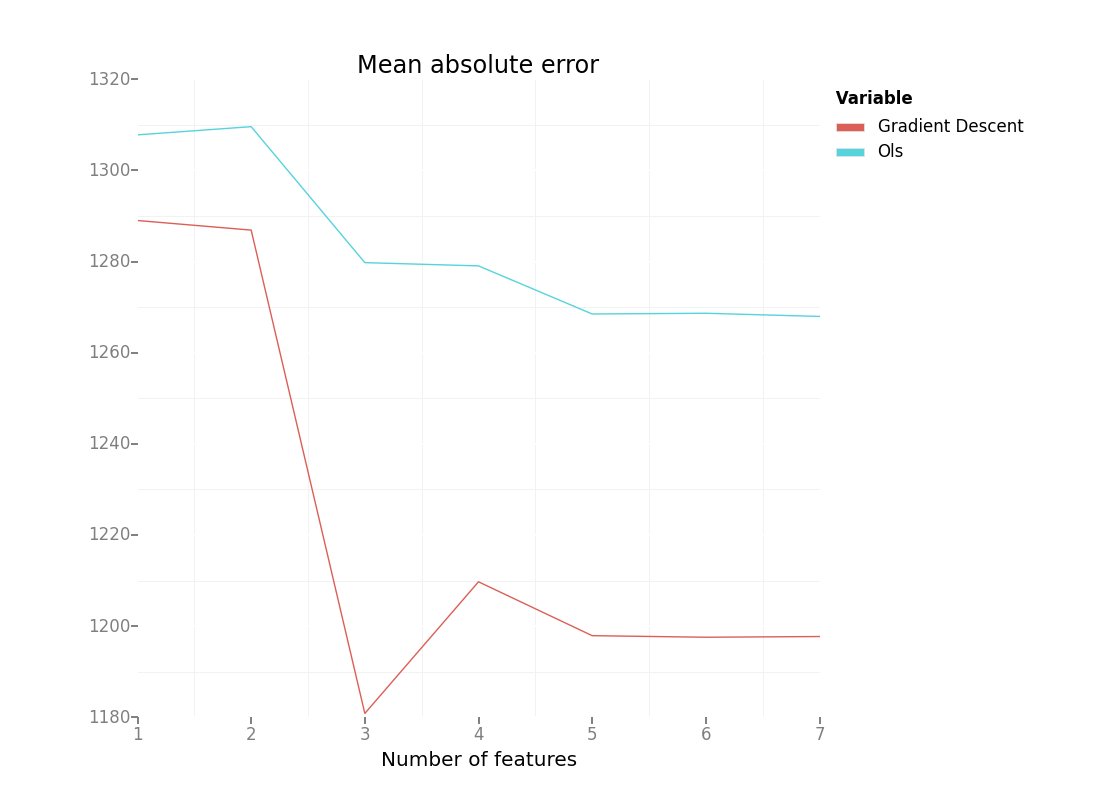 Mean absolute error
1320
1300
1280
1260
1240
1220
1200
1180
1 2 3 4 5 6 7
Number of features
Variable
Gradient Descent
Ols